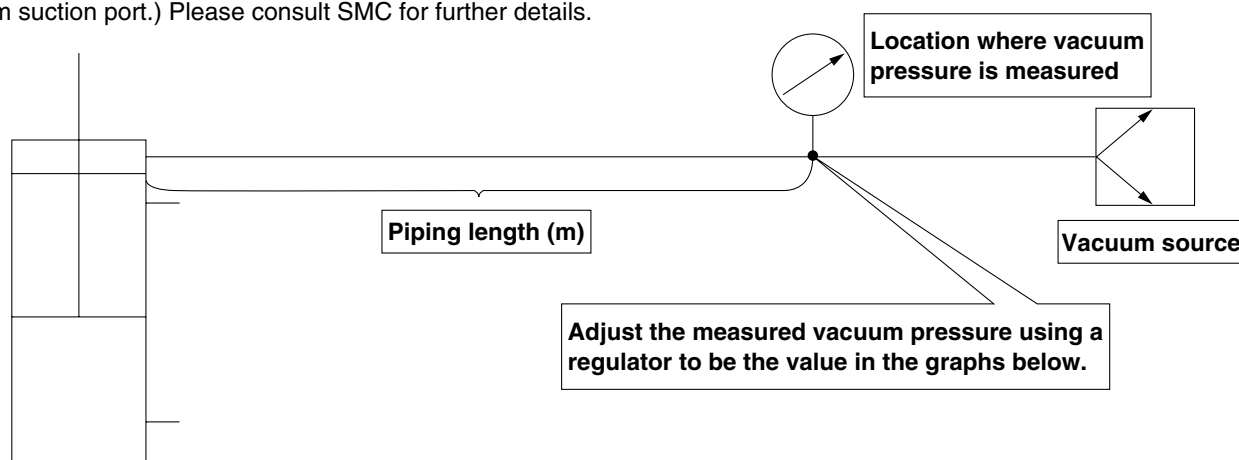 suction port.) Please consult SMC for further details.
Location where vacuum
pressure is measured
Piping length (m)
Vacuum source
Adjust the measured vacuum pressure using a
regulator to be the value in the graphs below.